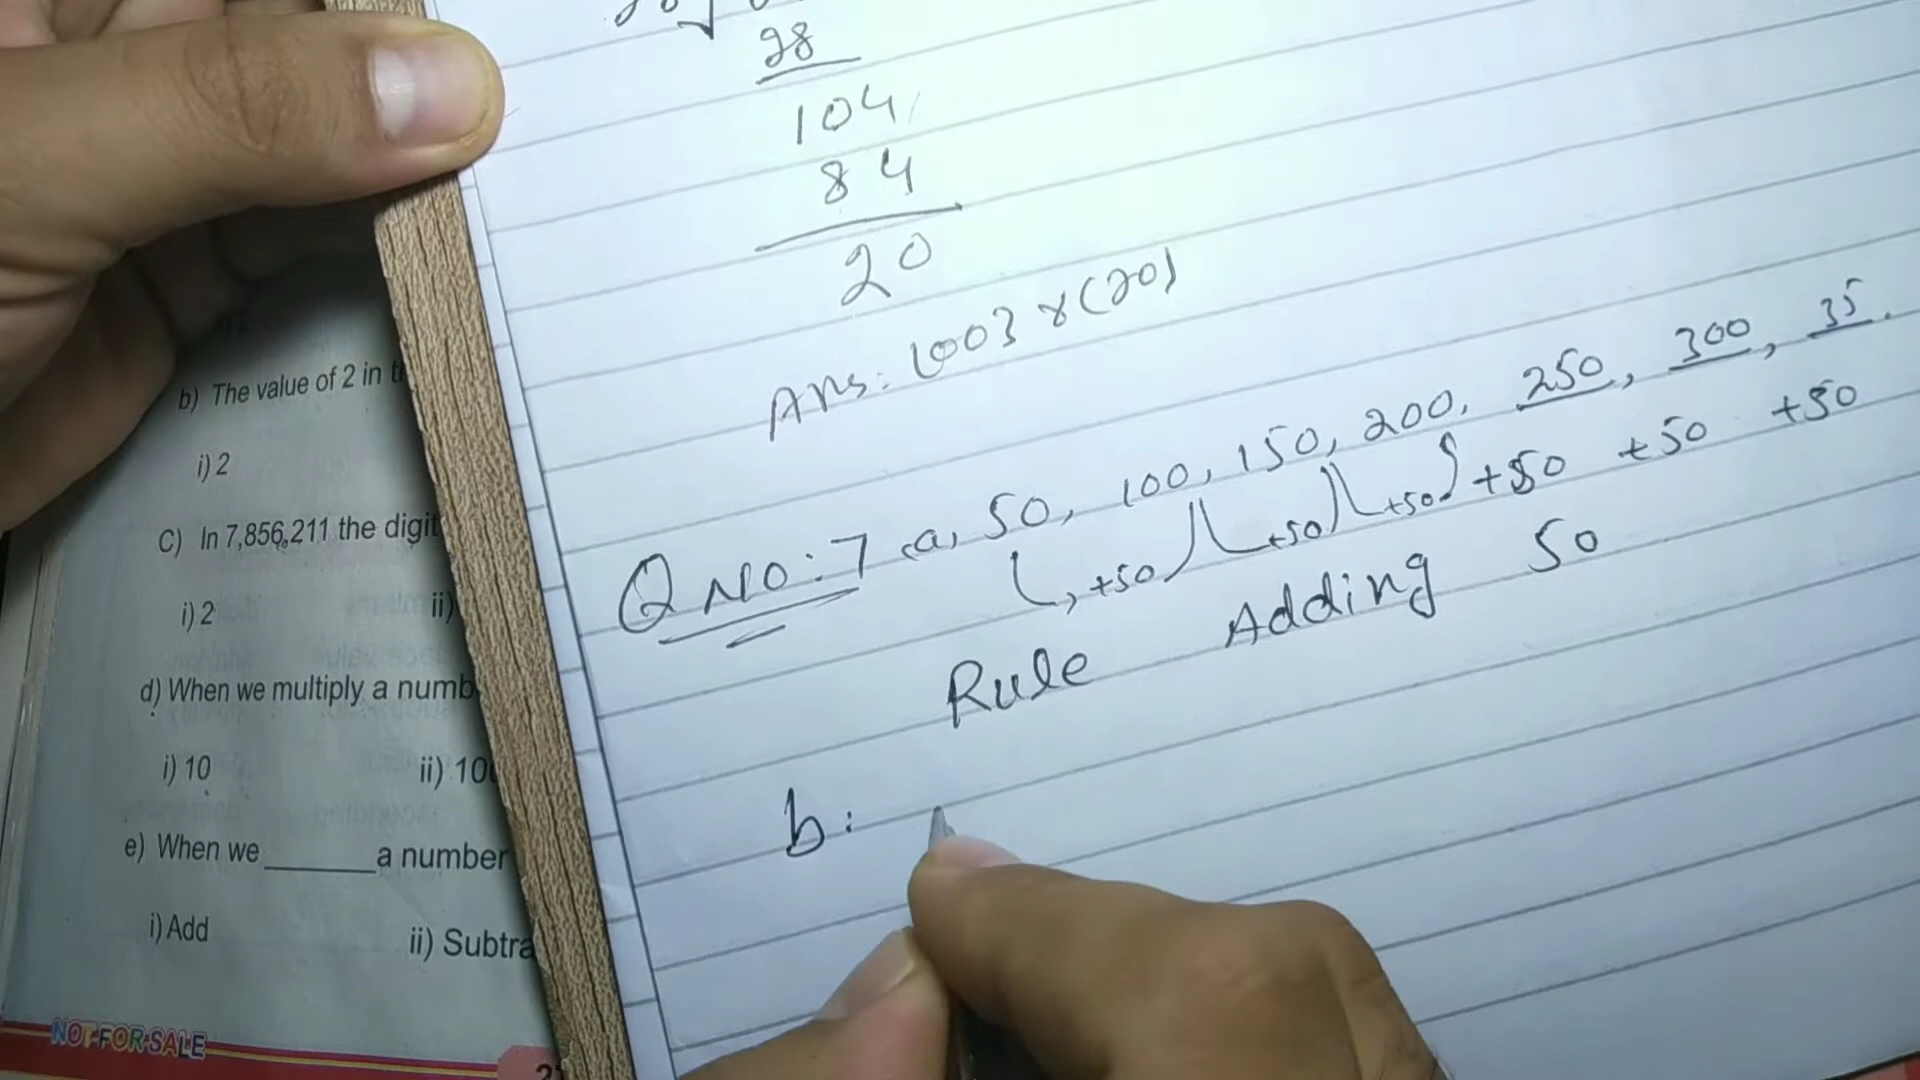 28
104
84
20
Ans: 1003 r(20)
Q NO:7 (a, 50, 100, 150, 200, 250, 300, 35.
+50 +50 +50 +50 +50 +50
Rule Adding 50
b:
b) The value of 2 in
i) 2
C) In 7,856,211 the digit
i) 2 ii)
d) When we multiply a numb
i) 10 ii) 10
e) When we ______ a number
i) Add ii) Subtra
NOT FOR SALE